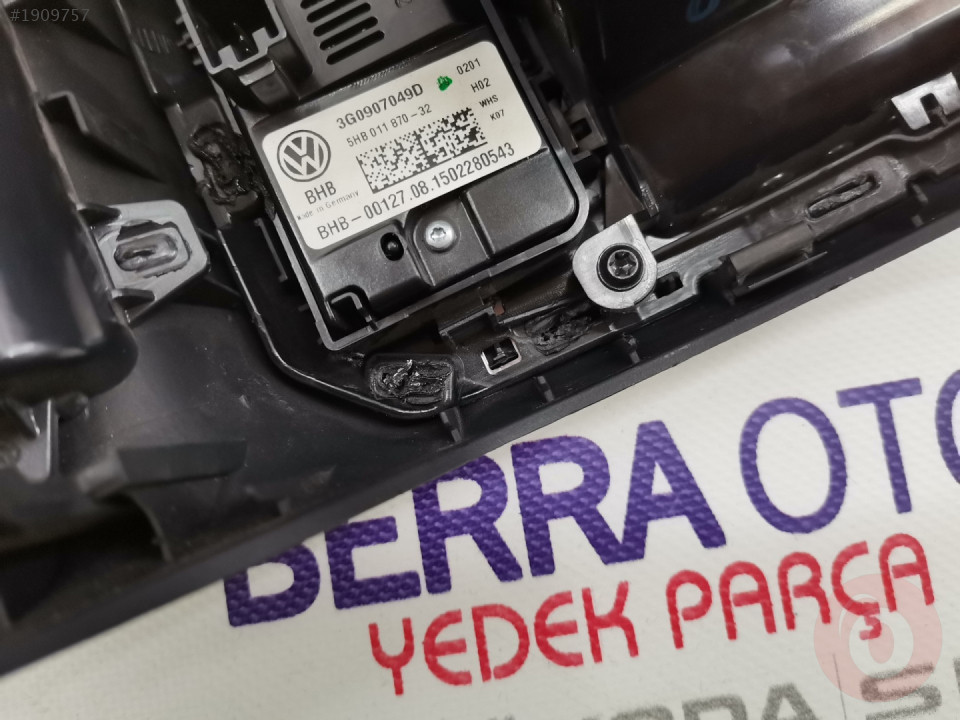 #1909757
3G0907049D
0201
5HB 011 870-32
H02
WHS
K07
BHB
Made in Germany
BHB-00127.08.1502280543
BERRA OTO
YEDEK PARÇA